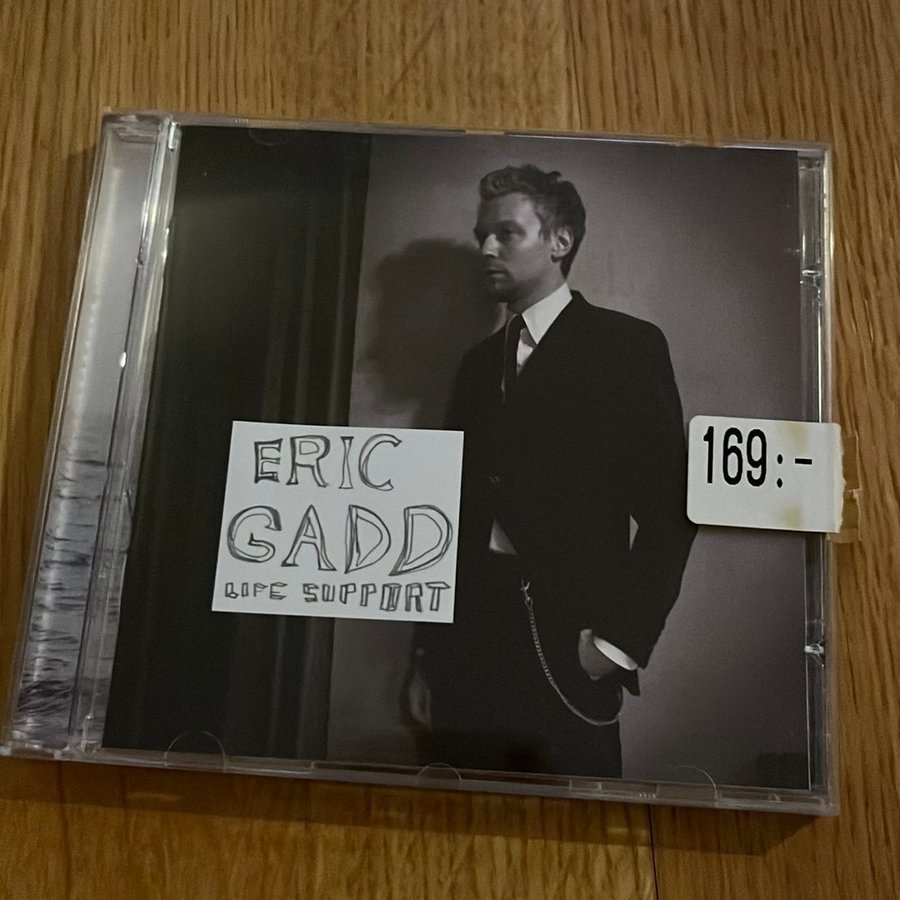 ERIC
GADD
LIFE SUPPORT
169:-